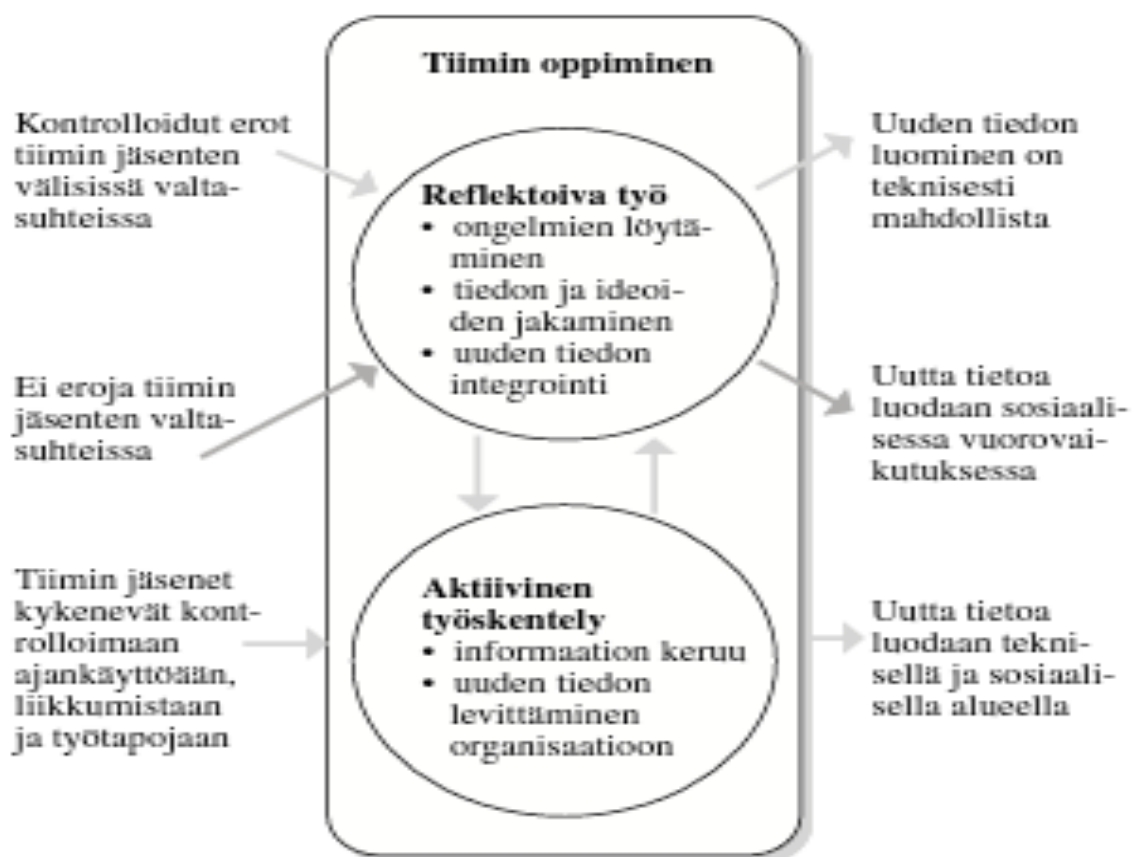 Tiimin oppiminen
Kontrolloidut erot
tiimin jäsenten
välisissä valta-
suhteissa
Ei eroja tiimin
jäsenten valta-
suhteissa
Tiimin jäsenet
kykenevät kont-
rolloimaan
ajankäyttöään,
liikkumistaan
ja työtapojaan
Reflektoiva työ
• ongelmien löytä-
minen
• tiedon ja ideoi-
den jakaminen
• uuden tiedon
integrointi
Aktiivinen
työskentely
• informaation keruu
• uuden tiedon
levittäminen
organisaatioon
Uuden tiedon
luominen on
teknisesti
mahdollista
Uutta tietoa
luodaan sosiaali-
sessa vuorovai-
kutuksessa
Uutta tietoa
luodaan tekni-
sellä ja sosiaali-
sella alueella